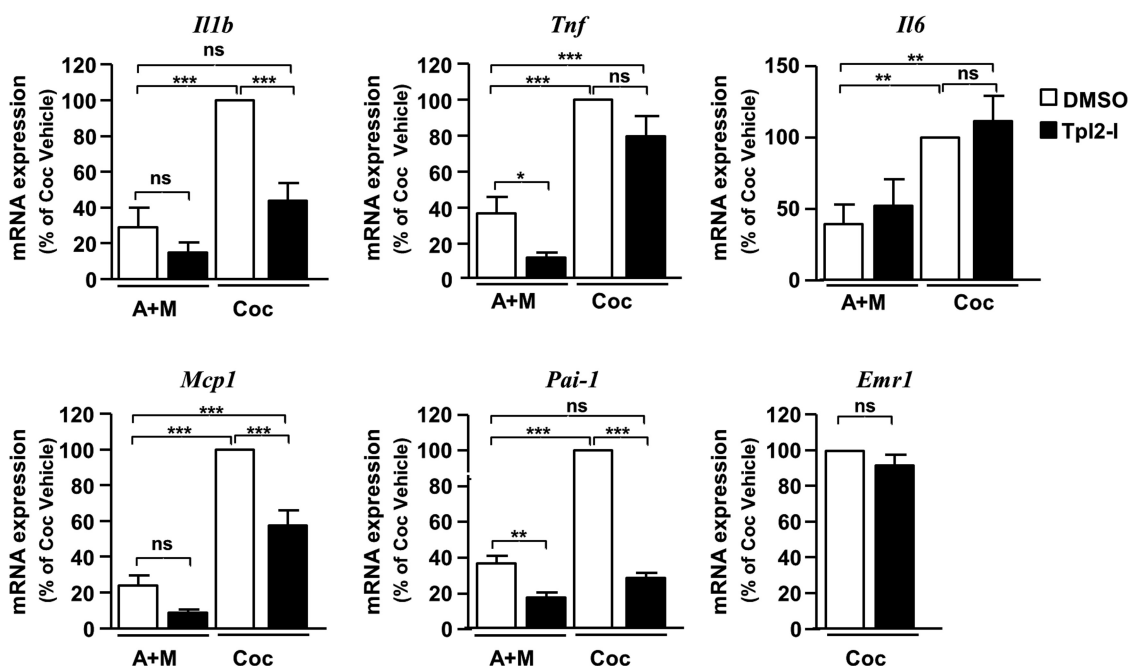 Il1b
ns
***
***
ns
mRNA expression
(% of Coc Vehicle)
120
100
80
60
40
20
0
A+M
Coc
Tnf
***
***
ns
*
mRNA expression
(% of Coc Vehicle)
120
100
80
60
40
20
0
A+M
Coc
Il6
**
**
ns
mRNA expression
(% of Coc Vehicle)
150
100
50
0
A+M
Coc
DMSO
Tpl2-I
Mcp1
***
***
***
ns
mRNA expression
(% of Coc Vehicle)
120
100
80
60
40
20
0
A+M
Coc
Pai-1
ns
***
***
**
mRNA expression
(% of Coc Vehicle)
120
100
80
60
40
20
0
A+M
Coc
Emr1
ns
mRNA expression
(% of Coc Vehicle)
120
100
80
60
40
20
0
Coc